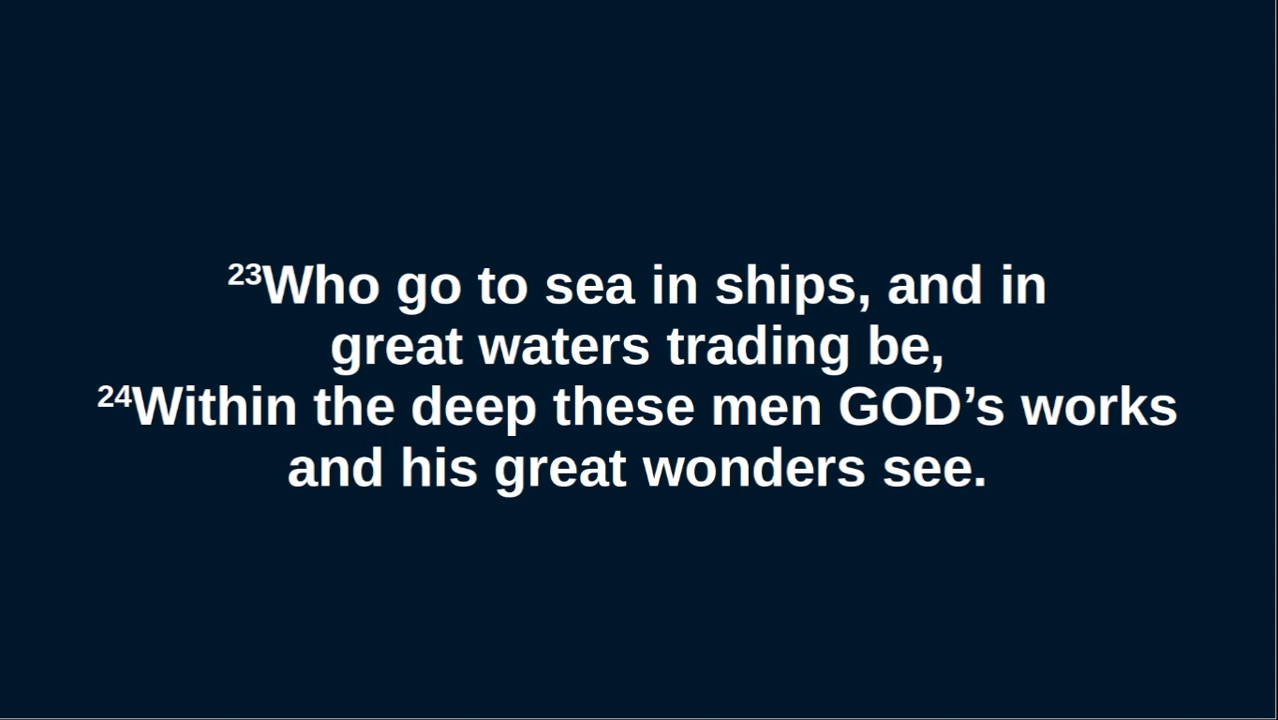 23Who go to sea in ships, and in
great waters trading be,
24Within the deep these men GOD’s works
and his great wonders see.